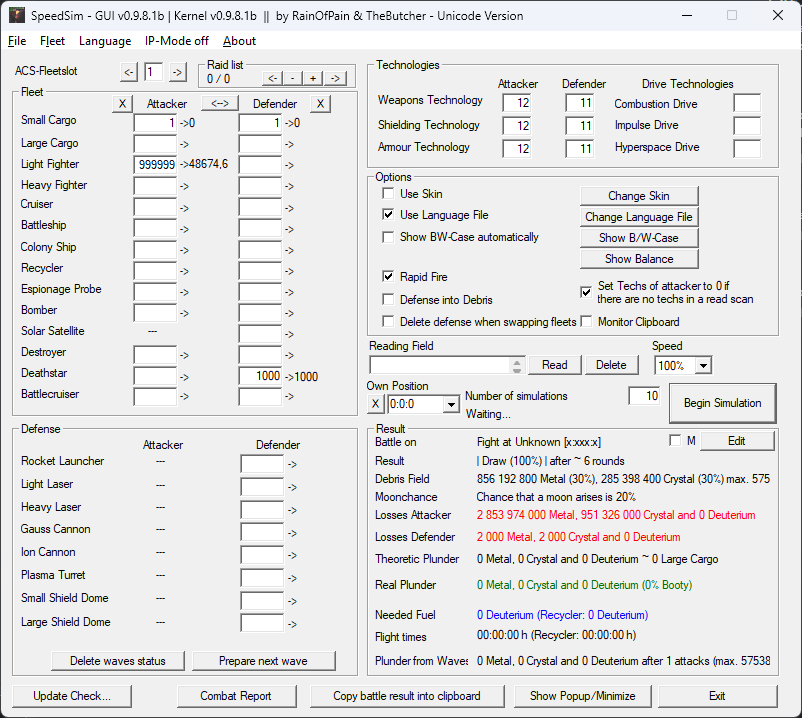 SpeedSim - GUI v0.9.8.1b | Kernel v0.9.8.1b || by RainOfPain & TheButcher - Unicode Version
File Fleet Language IP-Mode off About
ACS-Fleetslot <- 1 -> Raid list 0 / 0 <- - + ->
Fleet
X Attacker <--> Defender X
Small Cargo 1 ->0 1 ->0
Large Cargo -> ->
Light Fighter 999999 ->48674,6 ->
Heavy Fighter -> ->
Cruiser -> ->
Battleship -> ->
Colony Ship -> ->
Recycler -> ->
Espionage Probe -> ->
Bomber -> ->
Solar Satellite --- ->
Destroyer -> ->
Deathstar -> 1000 ->1000
Battlecruiser -> ->
Defense
Attacker Defender
Rocket Launcher --- ->
Light Laser --- ->
Heavy Laser --- ->
Gauss Cannon --- ->
Ion Cannon --- ->
Plasma Turret --- ->
Small Shield Dome --- ->
Large Shield Dome --- ->
Delete waves status Prepare next wave
Technologies
Attacker Defender Drive Technologies
Weapons Technology 12 11 Combustion Drive
Shielding Technology 12 11 Impulse Drive
Armour Technology 12 11 Hyperspace Drive
Options
Use Skin Change Skin
Use Language File Change Language File
Show BW-Case automatically Show B/W-Case
Show Balance
Rapid Fire
Set Techs of attacker to 0 if
there are no techs in a read scan
Defense into Debris
Delete defense when swapping fleets Monitor Clipboard
Reading Field Speed
Read Delete 100%
Own Position
X 0:0:0 Number of simulations 10 Begin Simulation
Waiting...
Result
Battle on Fight at Unknown [x:xxx:x] M Edit
Result | Draw (100%) | after ~ 6 rounds
Debris Field 856 192 800 Metal (30%), 285 398 400 Crystal (30%) max. 575
Moonchance Chance that a moon arises is 20%
Losses Attacker 2 853 974 000 Metal, 951 326 000 Crystal and 0 Deuterium
Losses Defender 2 000 Metal, 2 000 Crystal and 0 Deuterium
Theoretic Plunder 0 Metal, 0 Crystal and 0 Deuterium ~ 0 Large Cargo
Real Plunder 0 Metal, 0 Crystal and 0 Deuterium (0% Booty)
Needed Fuel 0 Deuterium (Recycler: 0 Deuterium)
Flight times 00:00:00 h (Recycler: 00:00:00 h)
Plunder from Waves 0 Metal, 0 Crystal and 0 Deuterium after 1 attacks (max. 57538
Update Check... Combat Report Copy battle result into clipboard Show Popup/Minimize Exit